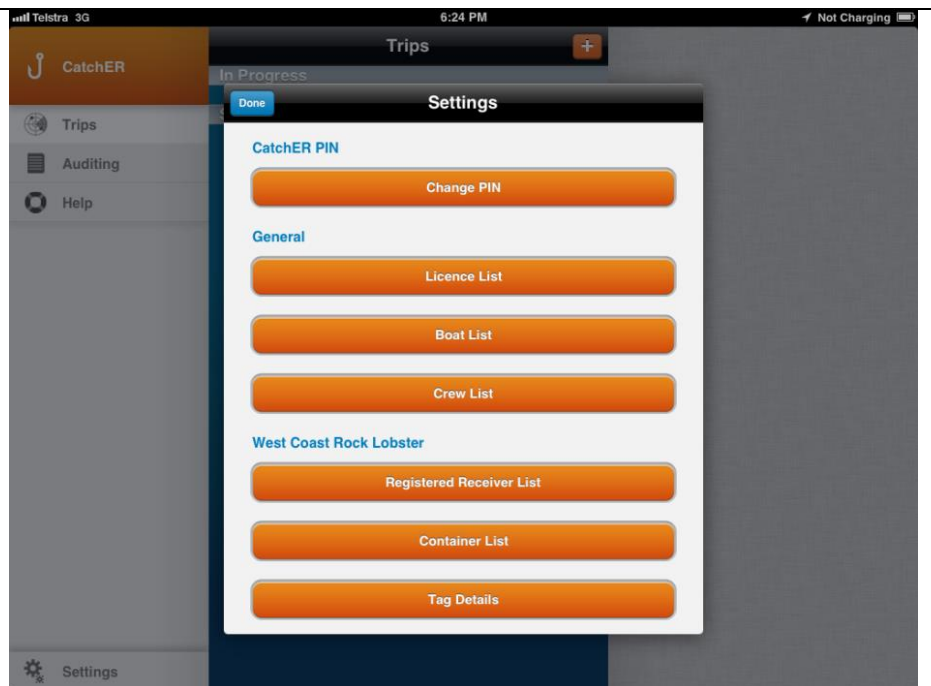 Telstra 3G 6:24 PM Not Charging
CatchER
Trips
+
In Progress
S
Trips
Auditing
Help
Settings
Done Settings
CatchER PIN
Change PIN
General
Licence List
Boat List
Crew List
West Coast Rock Lobster
Registered Receiver List
Container List
Tag Details